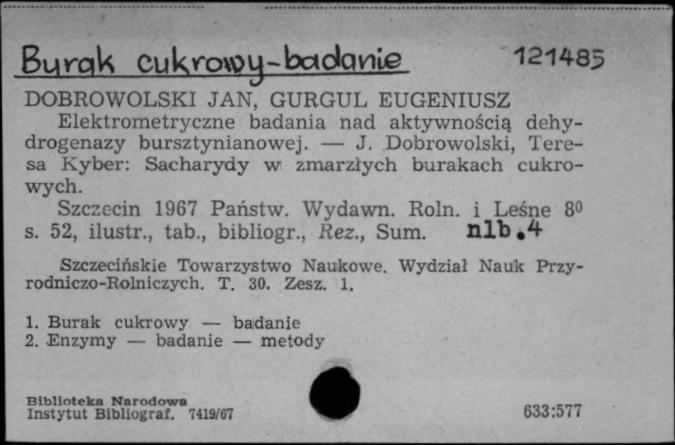 Burak cukrowy-badanie 121485
DOBROWOLSKI JAN, GURGUL EUGENIUSZ
Elektrometryczne badania nad aktywnością dehy-
drogenazy bursztynianowej. — J. Dobrowolski, Tere-
sa Kyber: Sacharydy w zmarzłych burakach cukro-
wych.
Szczecin 1967 Państw. Wydawn. Roln. i Leśne 8⁰
s. 52, ilustr., tab., bibliogr., Rez., Sum. nlb.4
Szczecińskie Towarzystwo Naukowe. Wydział Nauk Przy-
rodniczo-Rolniczych. T. 30. Zesz. 1.
1. Burak cukrowy — badanie
2. Enzymy — badanie — metody
Biblioteka Narodowa
Instytut Bibliograf. 7419/67 633:577